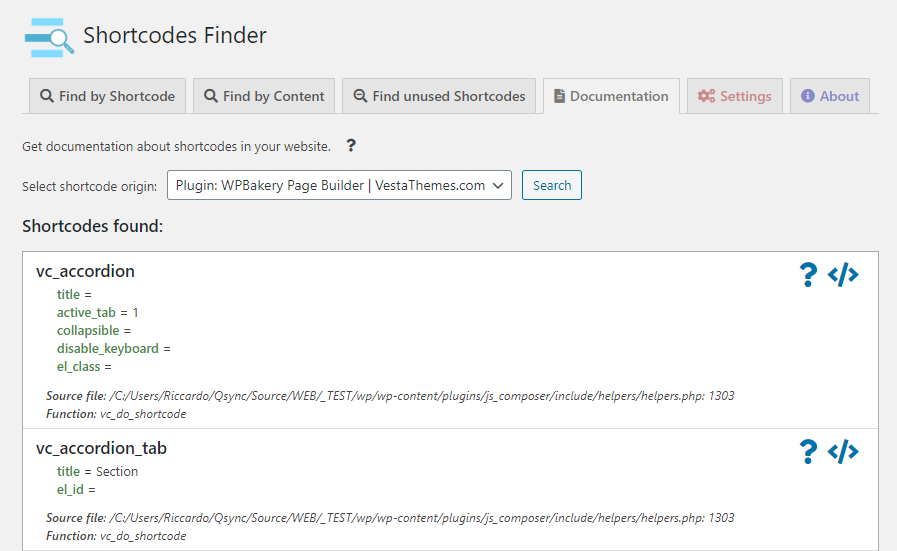 Shortcodes Finder
Find by Shortcode Find by Content Find unused Shortcodes Documentation Settings About
Get documentation about shortcodes in your website. ?
Select shortcode origin: Plugin: WPBakery Page Builder | VestaThemes.com Search
Shortcodes found:
vc_accordion ? </>
title =
active_tab = 1
collapsible =
disable_keyboard =
el_class =
Source file: /C:/Users/Riccardo/Qsync/Source/WEB/_TEST/wp/wp-content/plugins/js_composer/include/helpers/helpers.php: 1303
Function: vc_do_shortcode
vc_accordion_tab ? </>
title = Section
el_id =
Source file: /C:/Users/Riccardo/Qsync/Source/WEB/_TEST/wp/wp-content/plugins/js_composer/include/helpers/helpers.php: 1303
Function: vc_do_shortcode